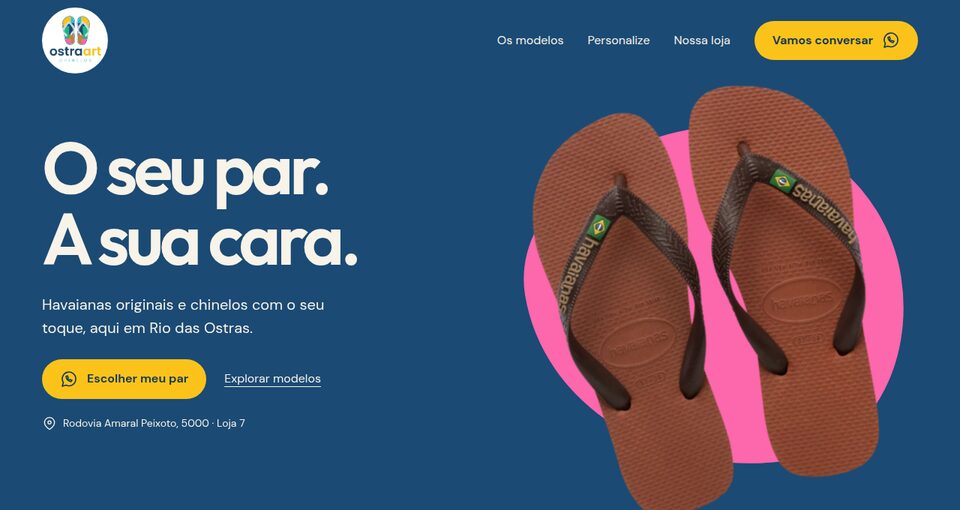 ostraart
Os modelos
Personalize
Nossa loja
Vamos conversar
O seu par.
A sua cara.
Havaianas originais e chinelos com o seu
toque, aqui em Rio das Ostras.
Escolher meu par
Explorar modelos
Rodovia Amaral Peixoto, 5000 · Loja 7
havaianas
havaianas
havaianas
havaianas